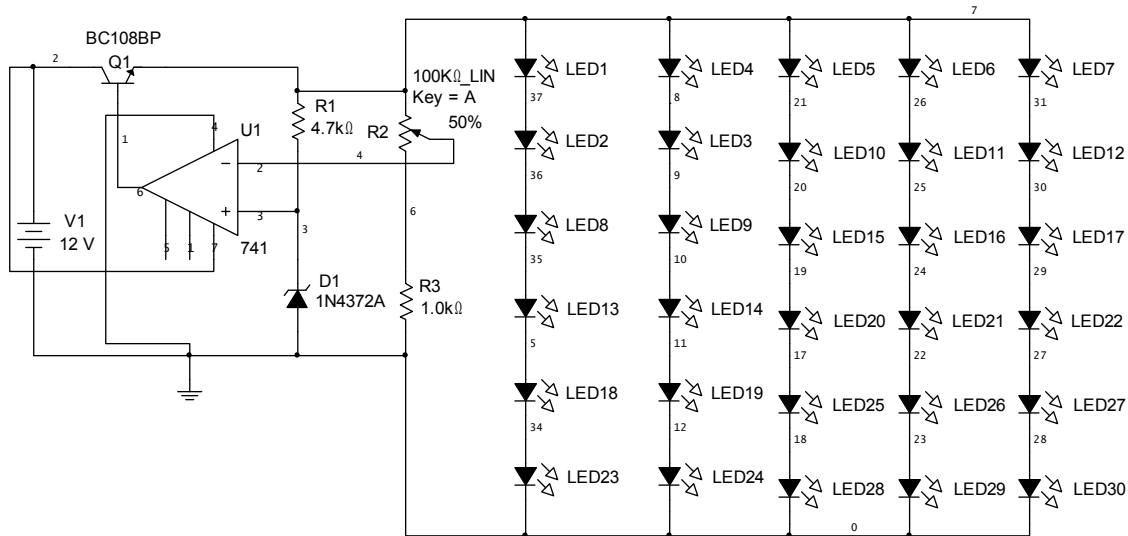 BC108BP
Q1
2
7
100KΩ_LIN
Key = A
50%
R1
4.7kΩ
R2
U1
4
1
2
4
6
3
3
6
5
1
7
741
V1
12 V
D1
1N4372A
R3
1.0kΩ
LED1
LED4
LED5
LED6
LED7
37
8
21
26
31
LED2
LED3
LED10
LED11
LED12
36
9
20
25
30
LED8
LED9
LED15
LED16
LED17
35
10
19
24
29
LED13
LED14
LED20
LED21
LED22
5
11
17
22
27
LED18
LED19
LED25
LED26
LED27
34
12
18
23
28
LED23
LED24
LED28
LED29
LED30
0